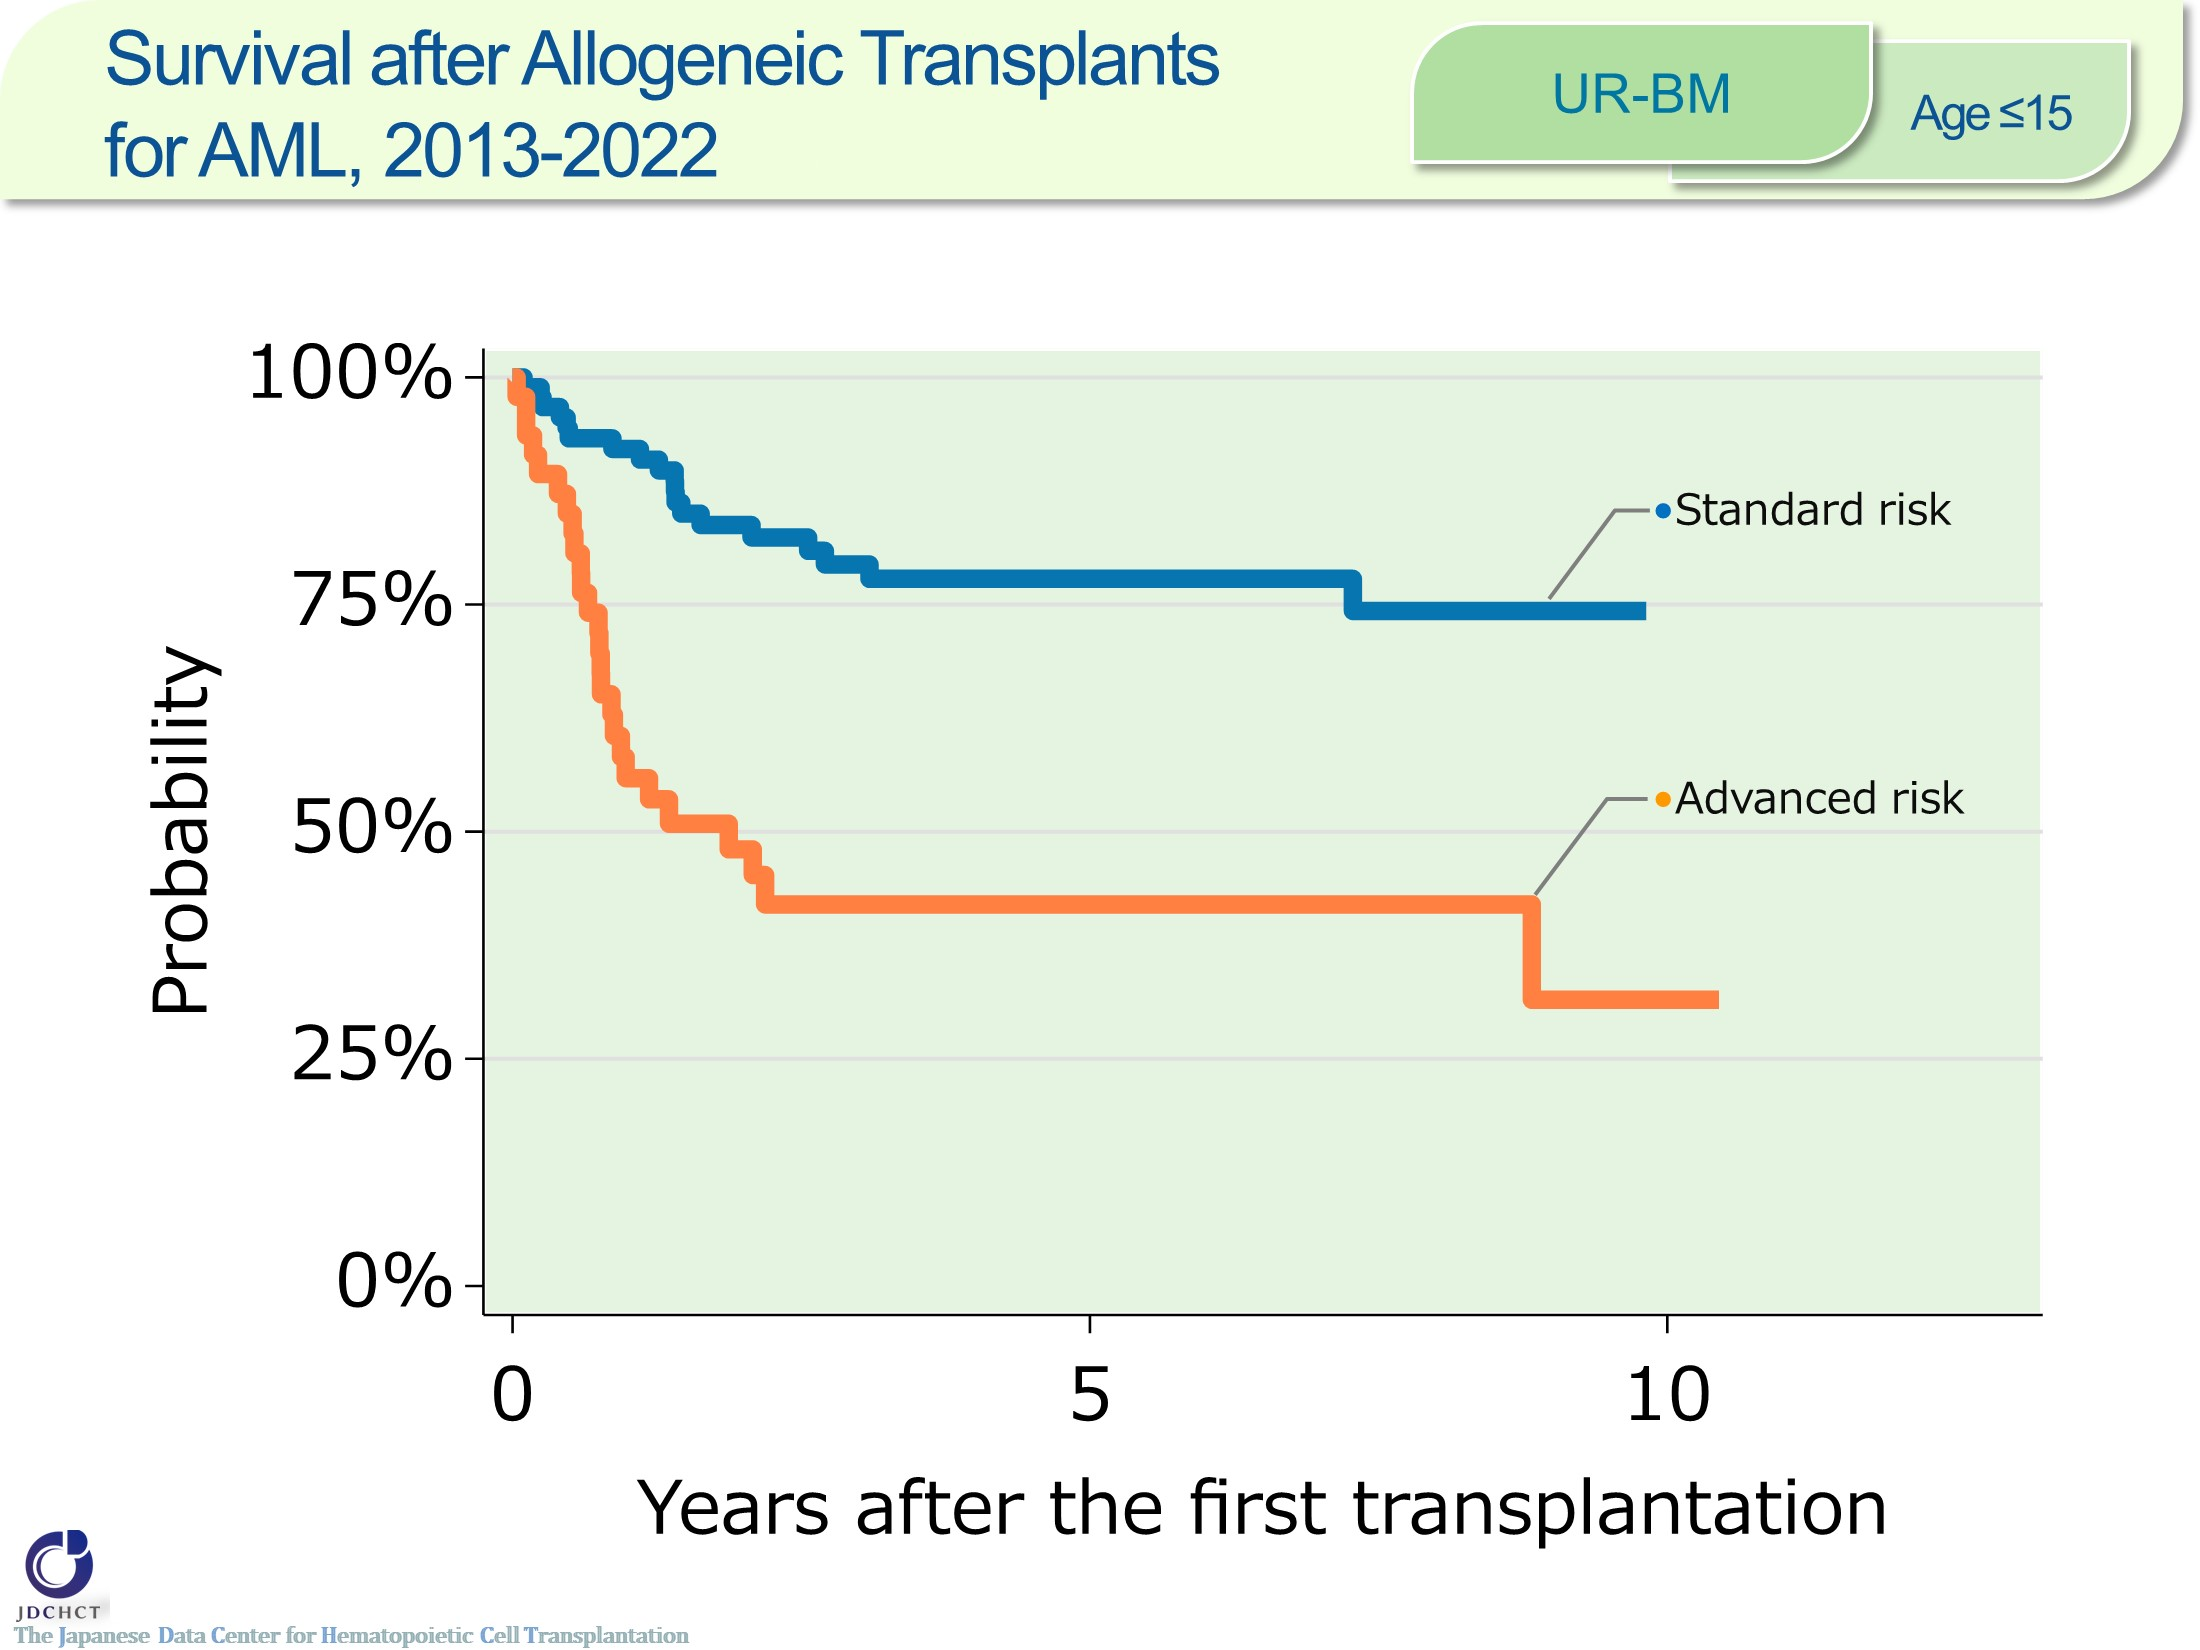 Survival after Allogeneic Transplants
for AML, 2013-2022
UR-BM
Age ≤15
100%
75%
50%
25%
0%
Probability
Standard risk
Advanced risk
0
5
10
Years after the first transplantation
JDCHCT
The Japanese Data Center for Hematopoietic Cell Transplantation